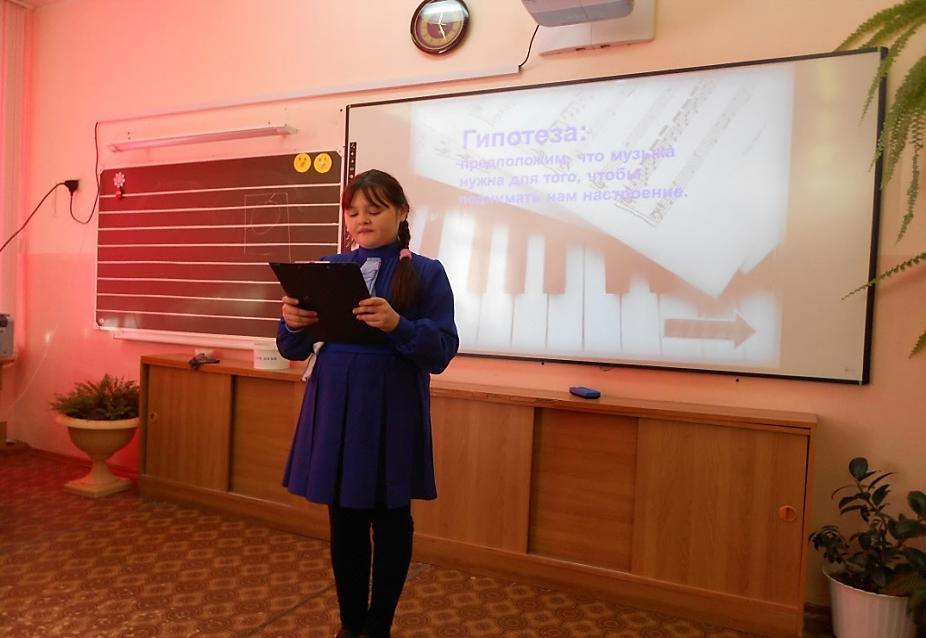 Гипотеза:
предположим, что музыка
нужна для того, чтобы
поднимать нам настроение.